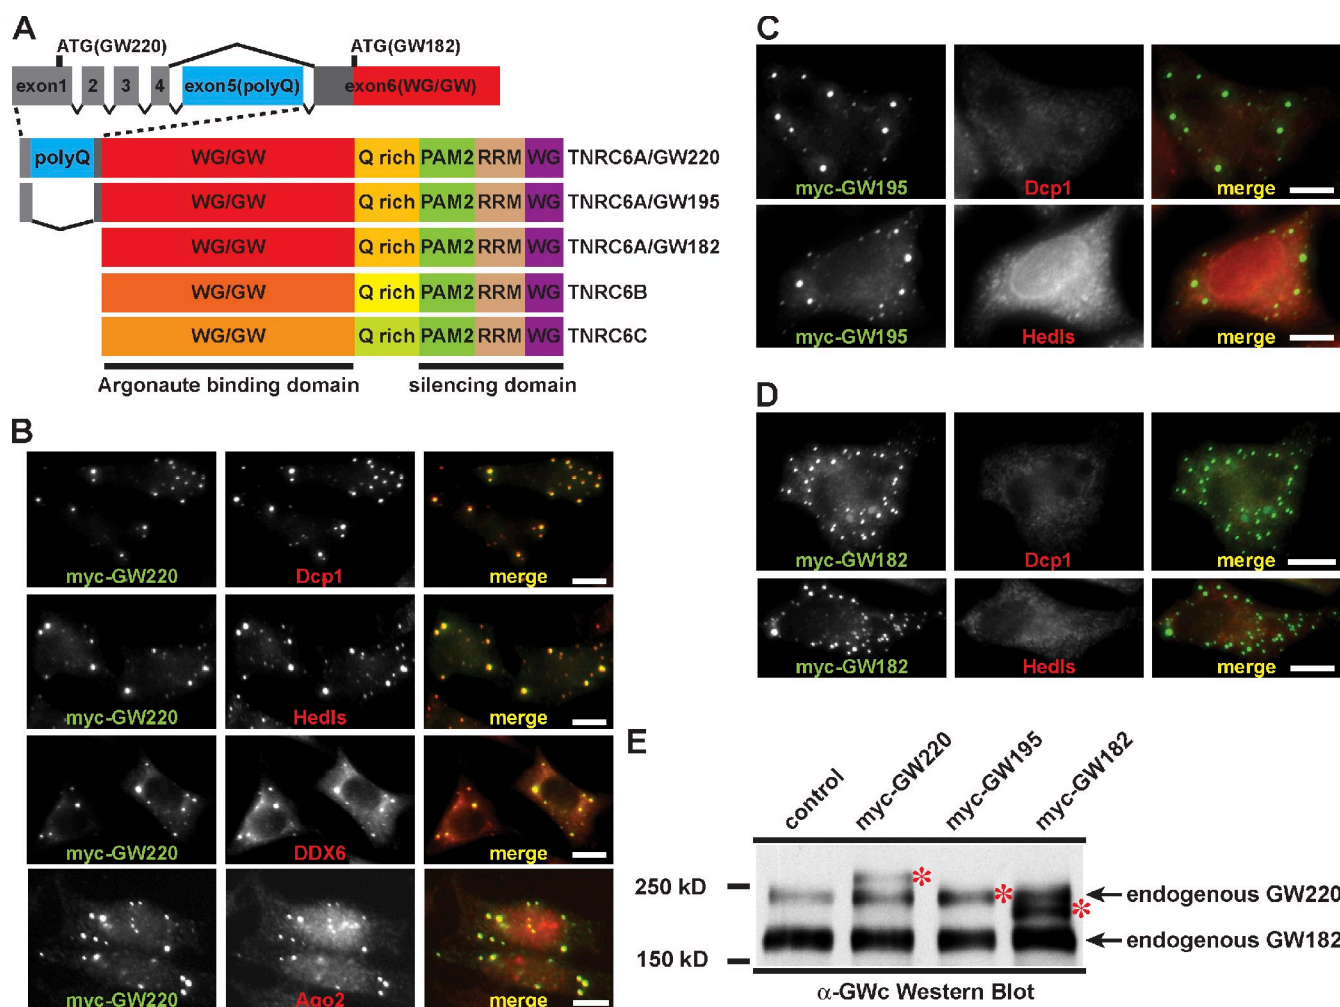 A
ATG(GW220) ATG(GW182)
exon1 2 3 4 exon5(polyQ) exon6(WG/GW)
polyQ WG/GW Q rich PAM2 RRM WG TNRC6A/GW220
WG/GW Q rich PAM2 RRM WG TNRC6A/GW195
WG/GW Q rich PAM2 RRM WG TNRC6A/GW182
WG/GW Q rich PAM2 RRM WG TNRC6B
WG/GW Q rich PAM2 RRM WG TNRC6C
Argonaute binding domain silencing domain
B
myc-GW220 Dcp1 merge
myc-GW220 Hedls merge
myc-GW220 DDX6 merge
myc-GW220 Ago2 merge
C
myc-GW195 Dcp1 merge
myc-GW195 Hedls merge
D
myc-GW182 Dcp1 merge
myc-GW182 Hedls merge
E
control myc-GW220 myc-GW195 myc-GW182
250 kD * * endogenous GW220
*
150 kD endogenous GW182
α-GWc Western Blot